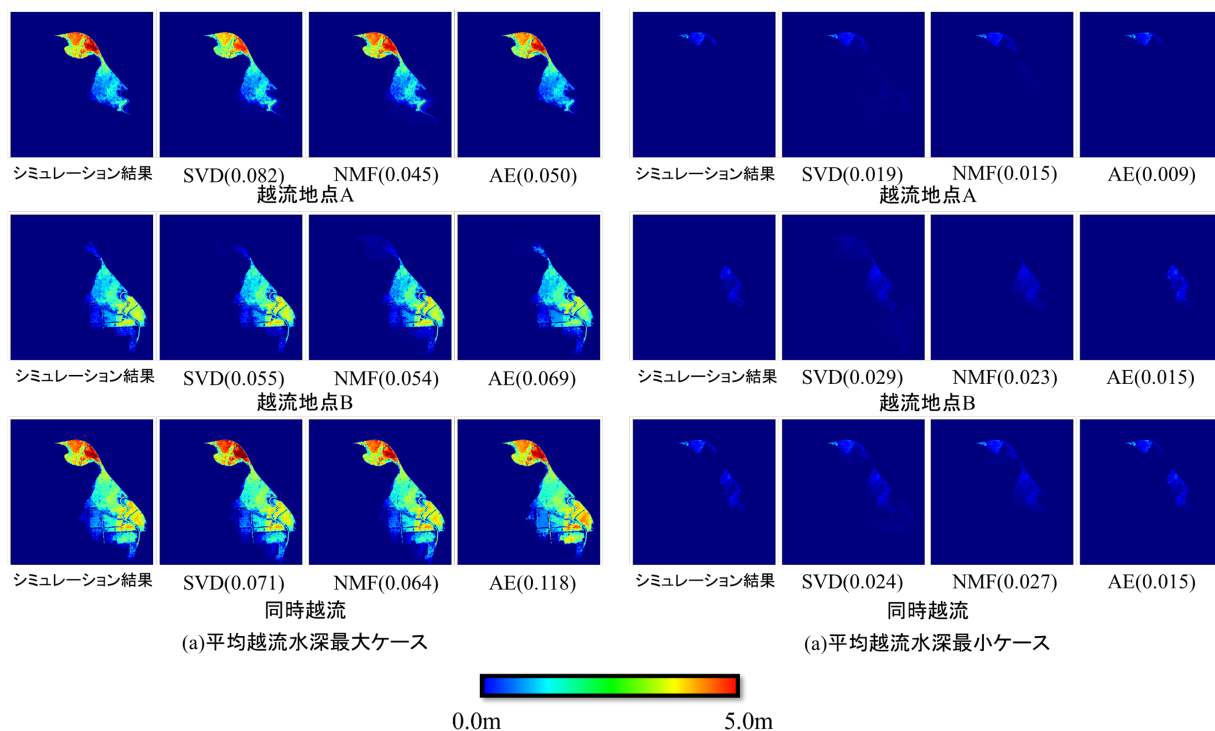 シミュレーション結果 SVD(0.082) NMF(0.045) AE(0.050)
越流地点A
シミュレーション結果 SVD(0.055) NMF(0.054) AE(0.069)
越流地点B
シミュレーション結果 SVD(0.071) NMF(0.064) AE(0.118)
同時越流
(a)平均越流水深最大ケース
シミュレーション結果 SVD(0.019) NMF(0.015) AE(0.009)
越流地点A
シミュレーション結果 SVD(0.029) NMF(0.023) AE(0.015)
越流地点B
シミュレーション結果 SVD(0.024) NMF(0.027) AE(0.015)
同時越流
(a)平均越流水深最小ケース
0.0m 5.0m